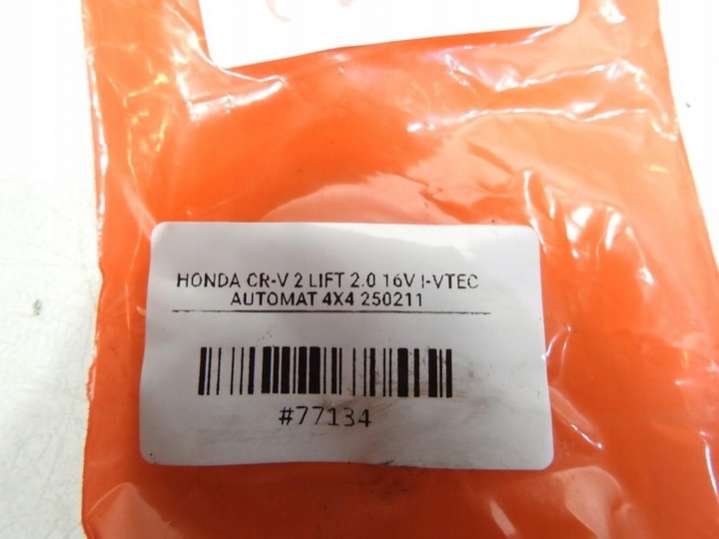 HONDA CR-V 2 LIFT 2.0 16V I-VTEC
AUTOMAT 4X4 250211
#77134